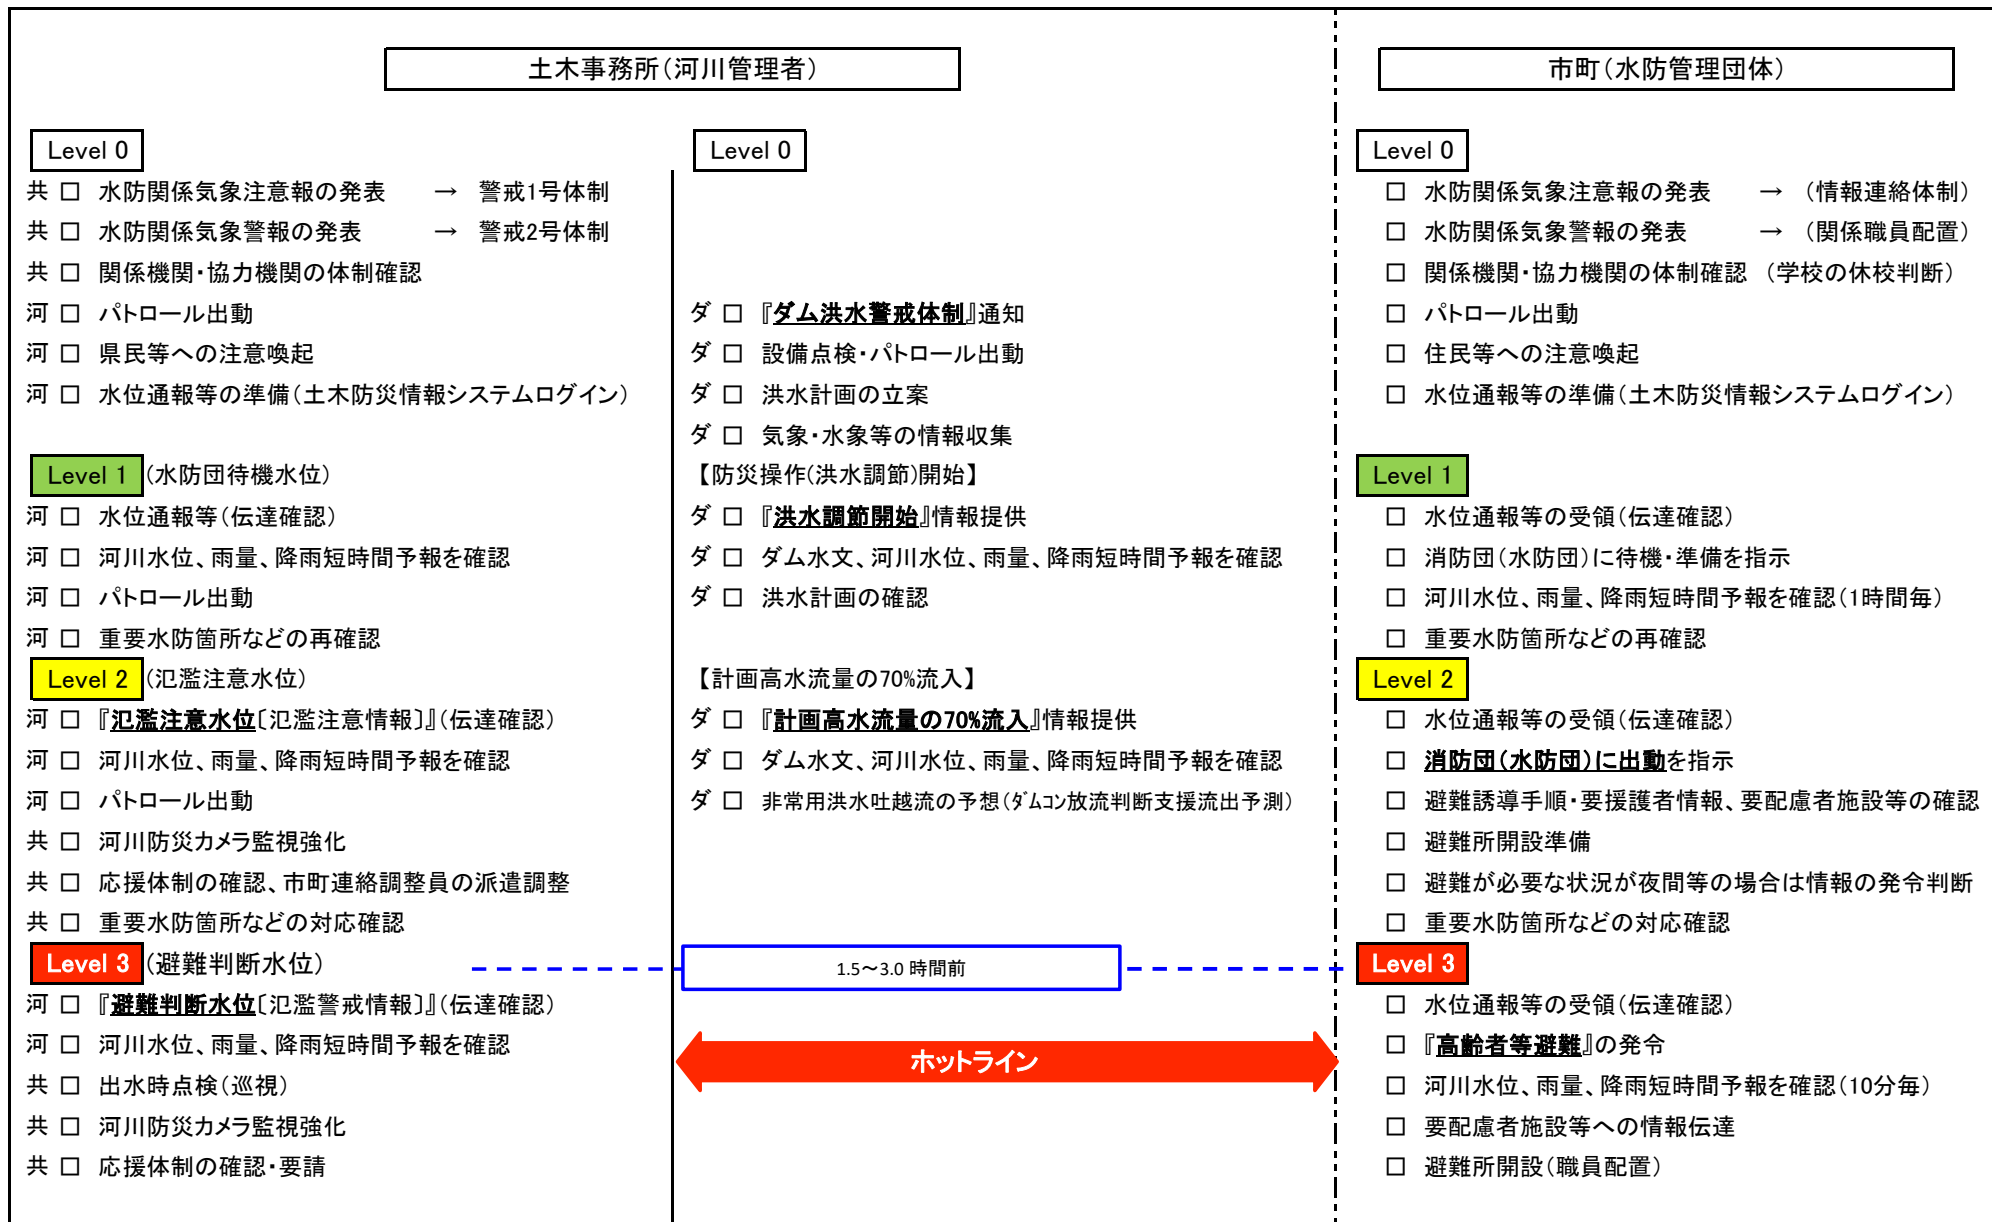 土木事務所(河川管理者)
Level 0
共 □ 水防関係気象注意報の発表 → 警戒1号体制
共 □ 水防関係気象警報の発表 → 警戒2号体制
共 □ 関係機関・協力機関の体制確認
河 □ パトロール出動
河 □ 県民等への注意喚起
河 □ 水位通報等の準備(土木防災情報システムログイン)
Level 1 (水防団待機水位)
河 □ 水位通報等(伝達確認)
河 □ 河川水位、雨量、降雨短時間予報を確認
河 □ パトロール出動
河 □ 重要水防箇所などの再確認
Level 2 (氾濫注意水位)
河 □ 『氾濫注意水位〔氾濫注意情報〕』(伝達確認)
河 □ 河川水位、雨量、降雨短時間予報を確認
河 □ パトロール出動
共 □ 河川防災カメラ監視強化
共 □ 応援体制の確認、市町連絡調整員の派遣調整
共 □ 重要水防箇所などの対応確認
Level 3 (避難判断水位)
河 □ 『避難判断水位〔氾濫警戒情報〕』(伝達確認)
河 □ 河川水位、雨量、降雨短時間予報を確認
共 □ 出水時点検(巡視)
共 □ 河川防災カメラ監視強化
共 □ 応援体制の確認・要請
Level 0
ダ □ 『ダム洪水警戒体制』通知
ダ □ 設備点検・パトロール出動
ダ □ 洪水計画の立案
ダ □ 気象・水象等の情報収集
【防災操作(洪水調節)開始】
ダ □ 『洪水調節開始』情報提供
ダ □ ダム水文、河川水位、雨量、降雨短時間予報を確認
ダ □ 洪水計画の確認
【計画高水流量の70%流入】
ダ □ 『計画高水流量の70%流入』情報提供
ダ □ ダム水文、河川水位、雨量、降雨短時間予報を確認
ダ □ 非常用洪水吐越流の予想(ダムコン放流判断支援流出予測)
1.5～3.0 時間前
ホットライン
市町(水防管理団体)
Level 0
□ 水防関係気象注意報の発表 → (情報連絡体制)
□ 水防関係気象警報の発表 → (関係職員配置)
□ 関係機関・協力機関の体制確認 (学校の休校判断)
□ パトロール出動
□ 住民等への注意喚起
□ 水位通報等の準備(土木防災情報システムログイン)
Level 1
□ 水位通報等の受領(伝達確認)
□ 消防団(水防団)に待機・準備を指示
□ 河川水位、雨量、降雨短時間予報を確認(1時間毎)
□ 重要水防箇所などの再確認
Level 2
□ 水位通報等の受領(伝達確認)
□ 消防団(水防団)に出動を指示
□ 避難誘導手順・要援護者情報、要配慮者施設等の確認
□ 避難所開設準備
□ 避難が必要な状況が夜間等の場合は情報の発令判断
□ 重要水防箇所などの対応確認
Level 3
□ 水位通報等の受領(伝達確認)
□ 『高齢者等避難』の発令
□ 河川水位、雨量、降雨短時間予報を確認(10分毎)
□ 要配慮者施設等への情報伝達
□ 避難所開設(職員配置)